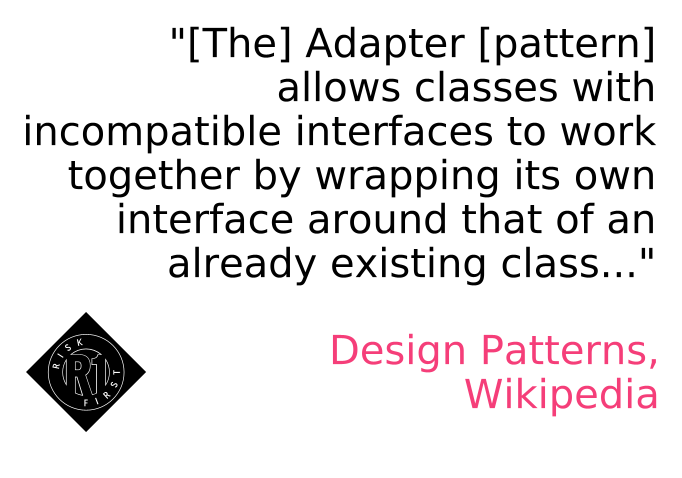 "[The] Adapter [pattern]
allows classes with
incompatible interfaces to work
together by wrapping its own
interface around that of an
already existing class..."
Design Patterns,
Wikipedia
RISK
R1
FIRST